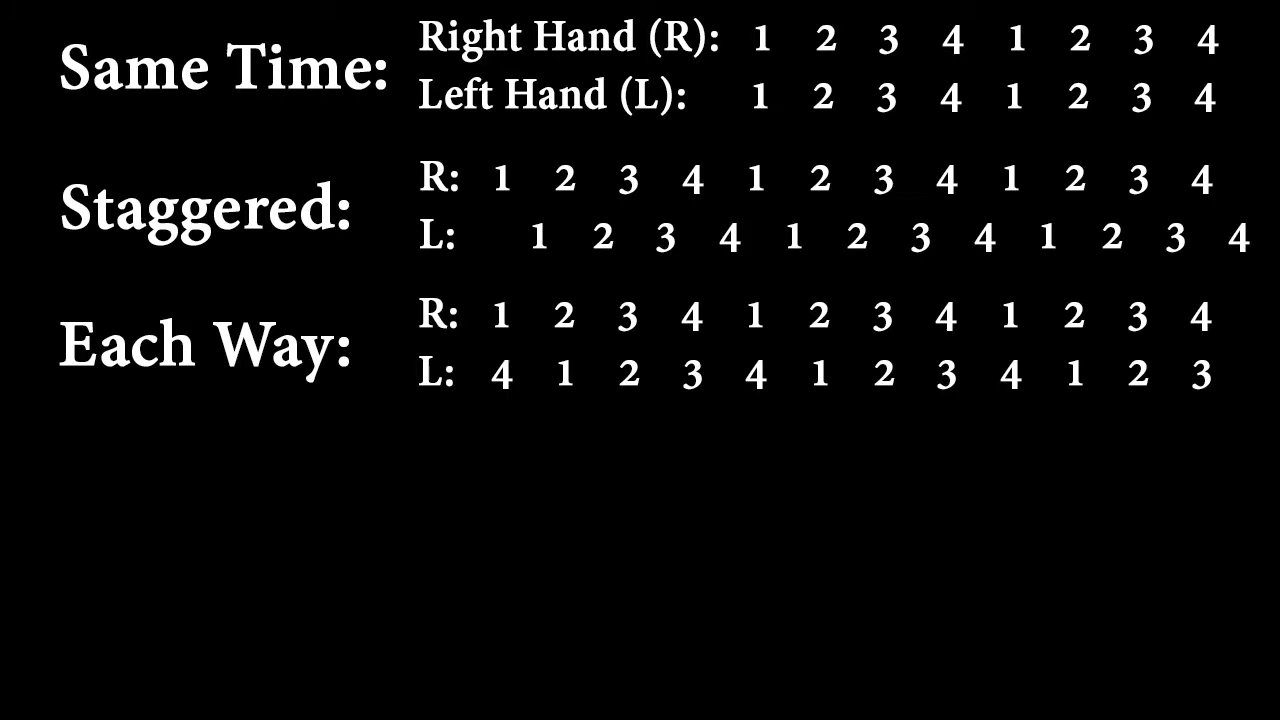 Same Time:
Right Hand (R): 1 2 3 4 1 2 3 4
Left Hand (L): 1 2 3 4 1 2 3 4
Staggered:
R: 1 2 3 4 1 2 3 4 1 2 3 4
L: 1 2 3 4 1 2 3 4 1 2 3 4
Each Way:
R: 1 2 3 4 1 2 3 4 1 2 3 4
L: 4 1 2 3 4 1 2 3 4 1 2 3